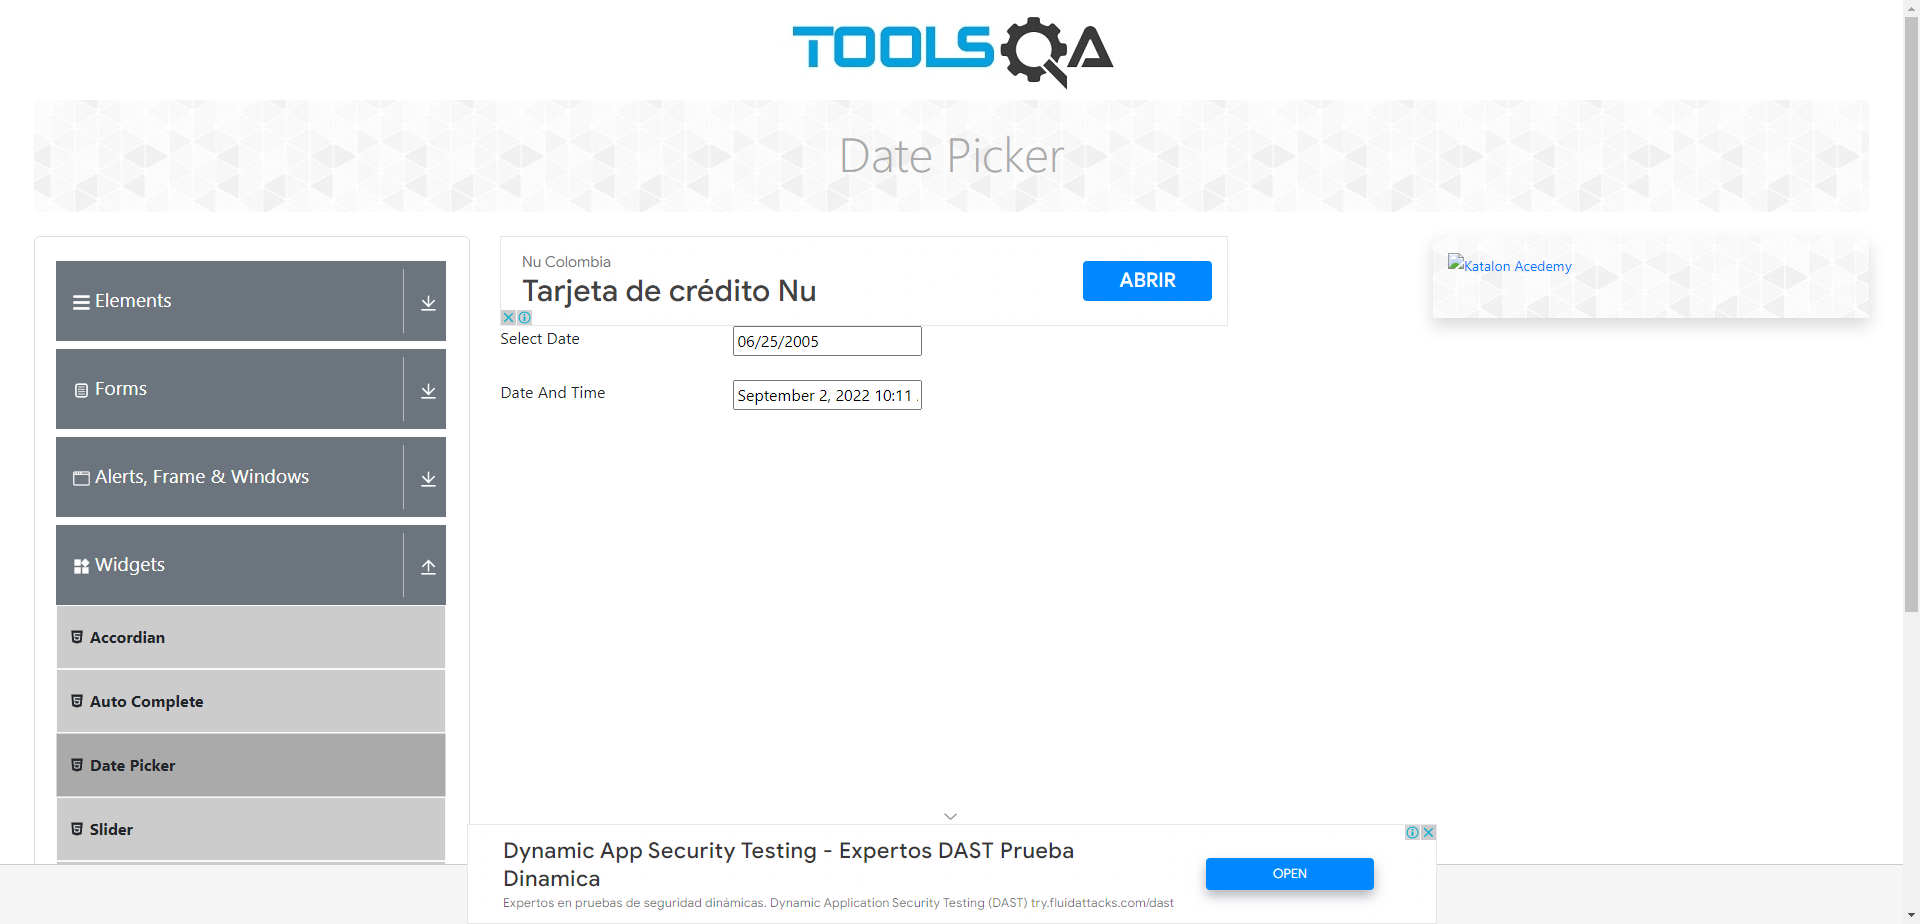 TOOLSQA
Date Picker
Elements
Forms
Alerts, Frame & Windows
Widgets
Accordian
Auto Complete
Date Picker
Slider
Nu Colombia
Tarjeta de crédito Nu
ABRIR
Select Date
06/25/2005
Date And Time
September 2, 2022 10:11
Katalon Acedemy
Dynamic App Security Testing - Expertos DAST Prueba
Dinamica
Expertos en pruebas de seguridad dinámicas. Dynamic Application Security Testing (DAST) try.fluidattacks.com/dast
OPEN